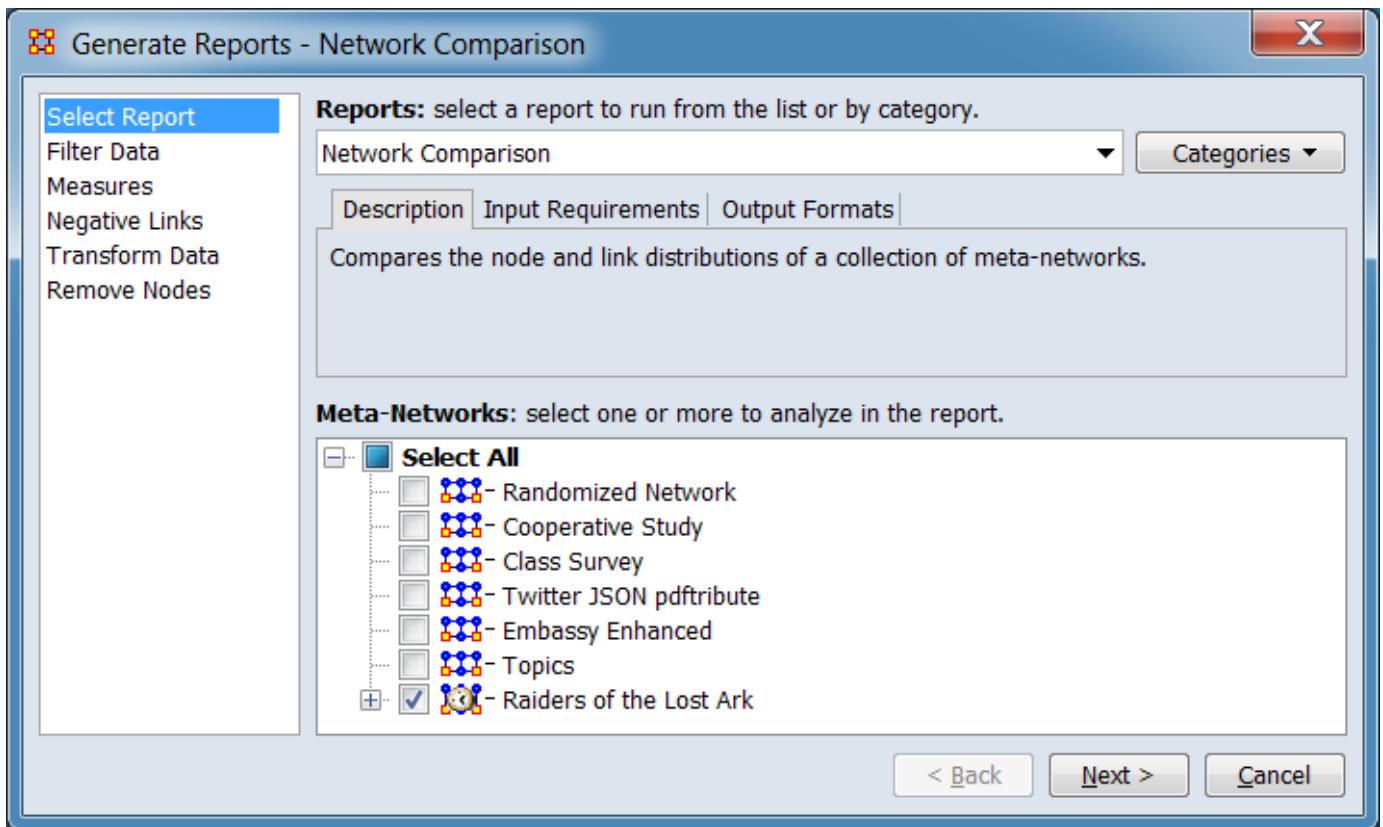 Generate Reports - Network Comparison
Select Report
Filter Data
Measures
Negative Links
Transform Data
Remove Nodes
Reports: select a report to run from the list or by category.
Network Comparison
Categories
Description Input Requirements Output Formats
Compares the node and link distributions of a collection of meta-networks.
Meta-Networks: select one or more to analyze in the report.
Select All
Randomized Network
Cooperative Study
Class Survey
Twitter JSON pdftribute
Embassy Enhanced
Topics
Raiders of the Lost Ark
< Back Next > Cancel